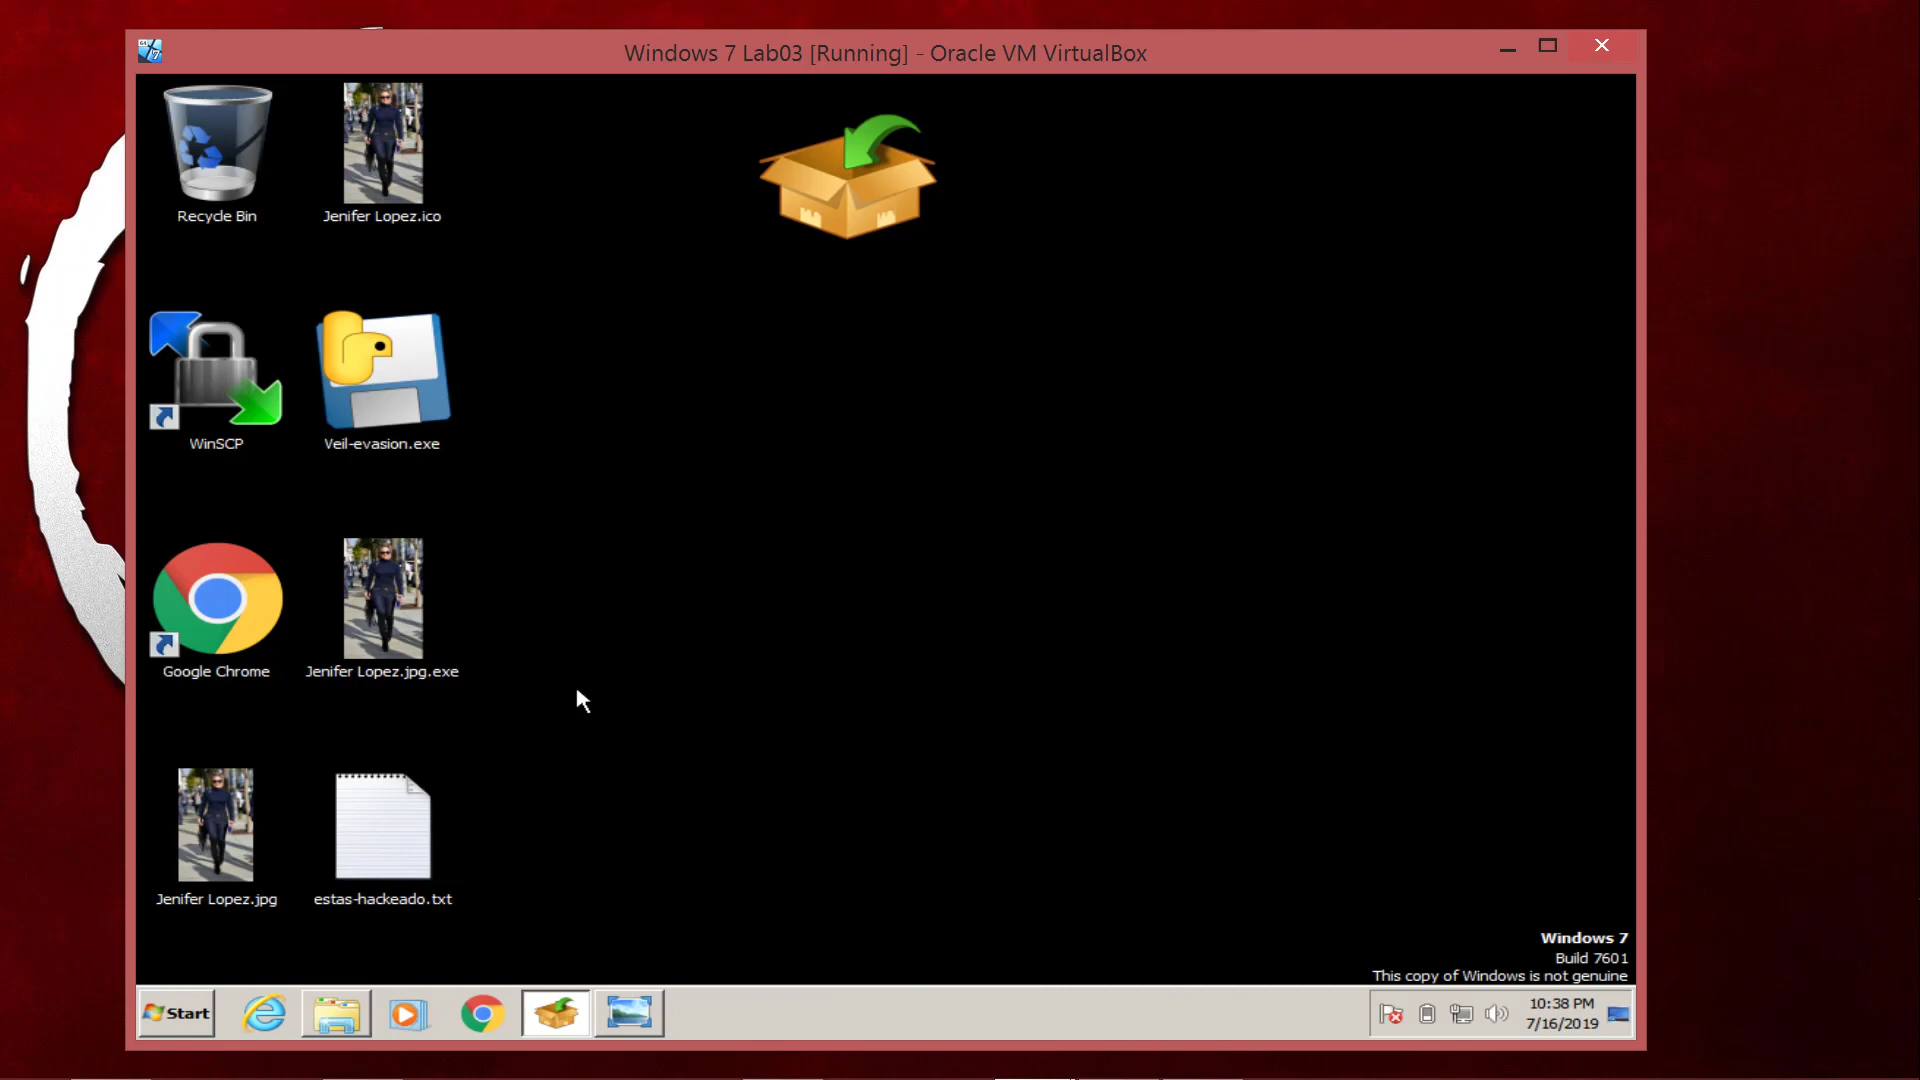 Windows 7 Lab03 [Running] - Oracle VM VirtualBox
Recycle Bin
Jenifer Lopez.ico
WinSCP
Veil-evasion.exe
Google Chrome
Jenifer Lopez.jpg.exe
Jenifer Lopez.jpg
estas-hackeado.txt
Windows 7
Build 7601
This copy of Windows is not genuine
Start
10:38 PM
7/16/2019